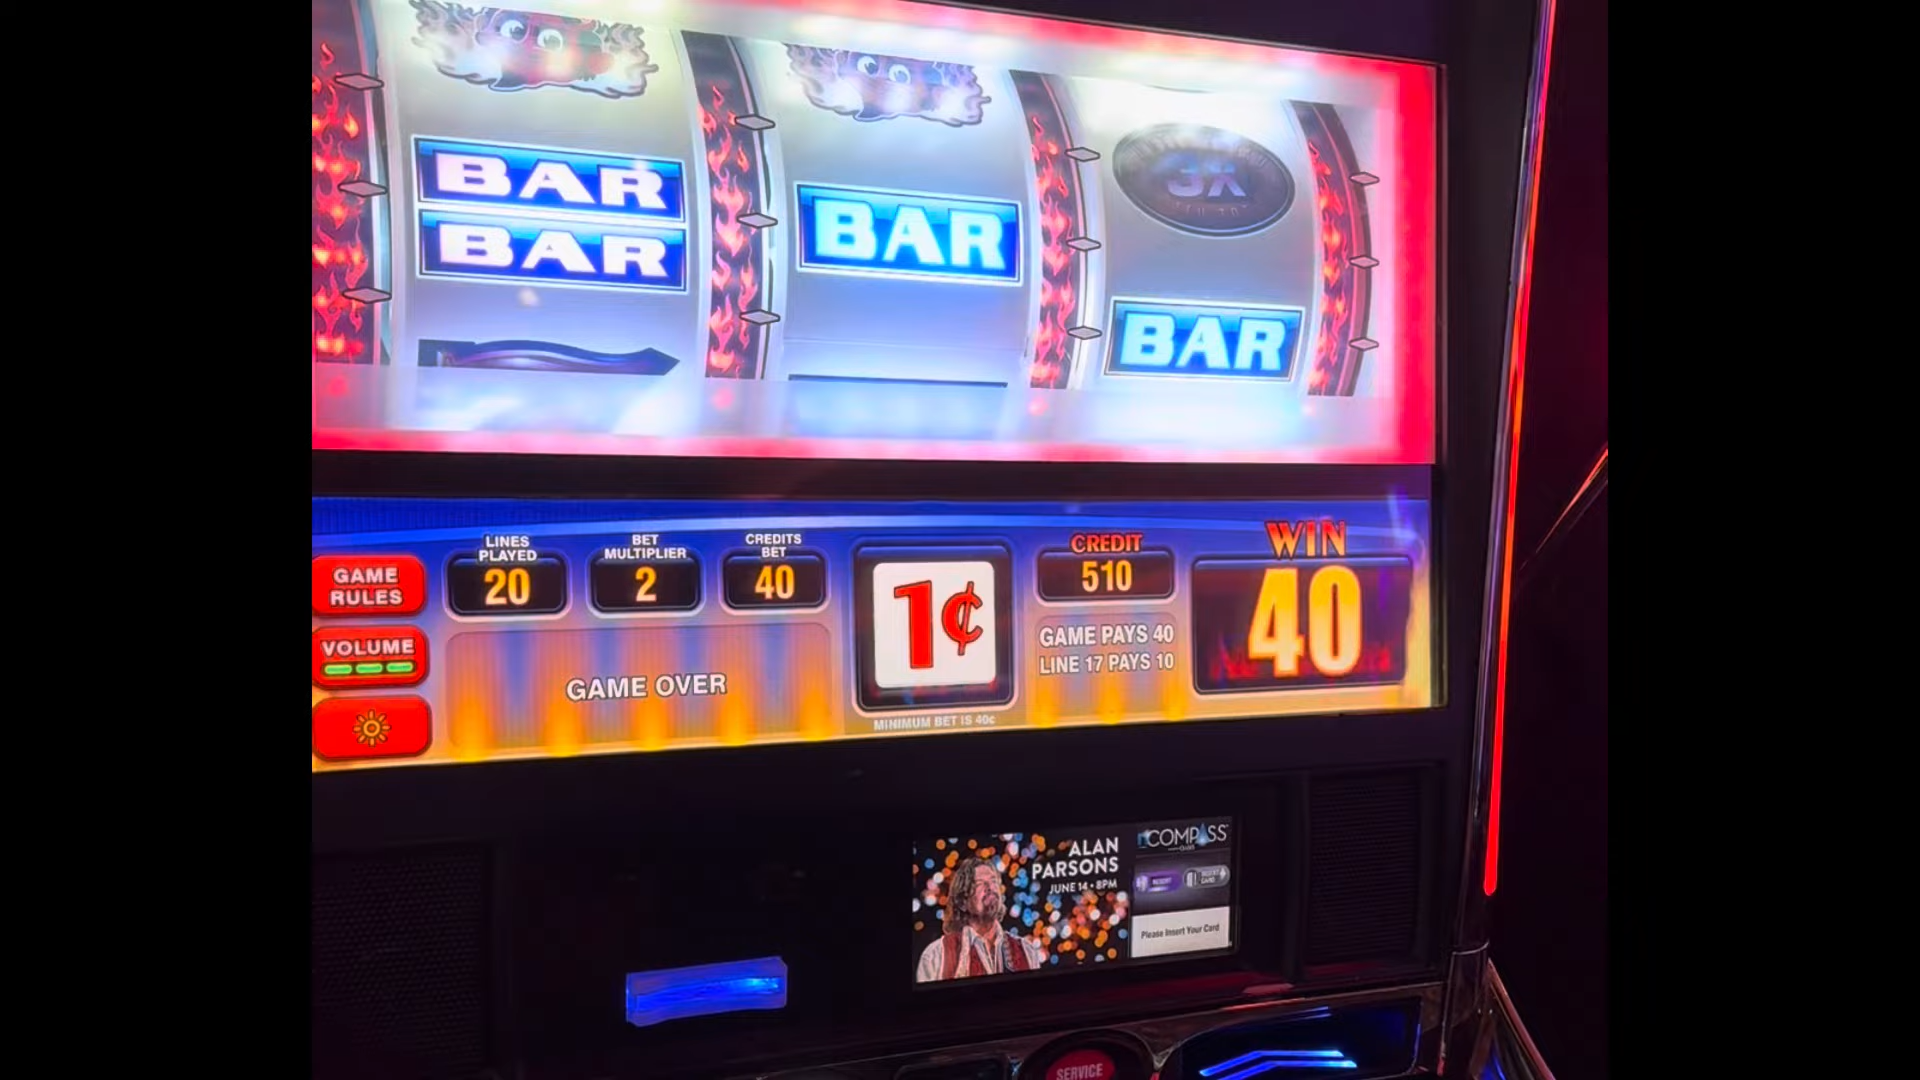 BAR
BAR
BAR
3X
BAR
LINES
PLAYED
20
BET
MULTIPLIER
2
CREDITS
BET
40
CREDIT
510
WIN
40
GAME
RULES
VOLUME
GAME OVER
1¢
MINIMUM BET IS 40¢
GAME PAYS 40
LINE 17 PAYS 10
ALAN
PARSONS
JUNE 14 • 8PM
COMPASS
Please Insert Your Card
SERVICE